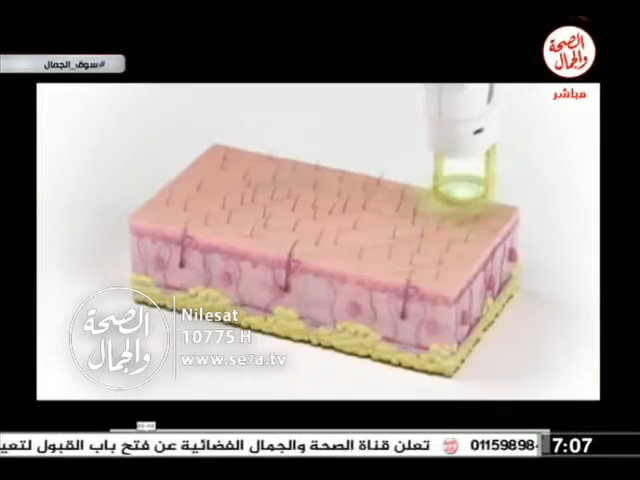 الصحة
والجمال
مباشر
#سوق_الجمال
الصحة
والجمال
Nilesat
10775 H
www.se7a.tv
تعلن قناة الصحة والجمال الفضائية عن فتح باب القبول لتعي
01159898
7:07